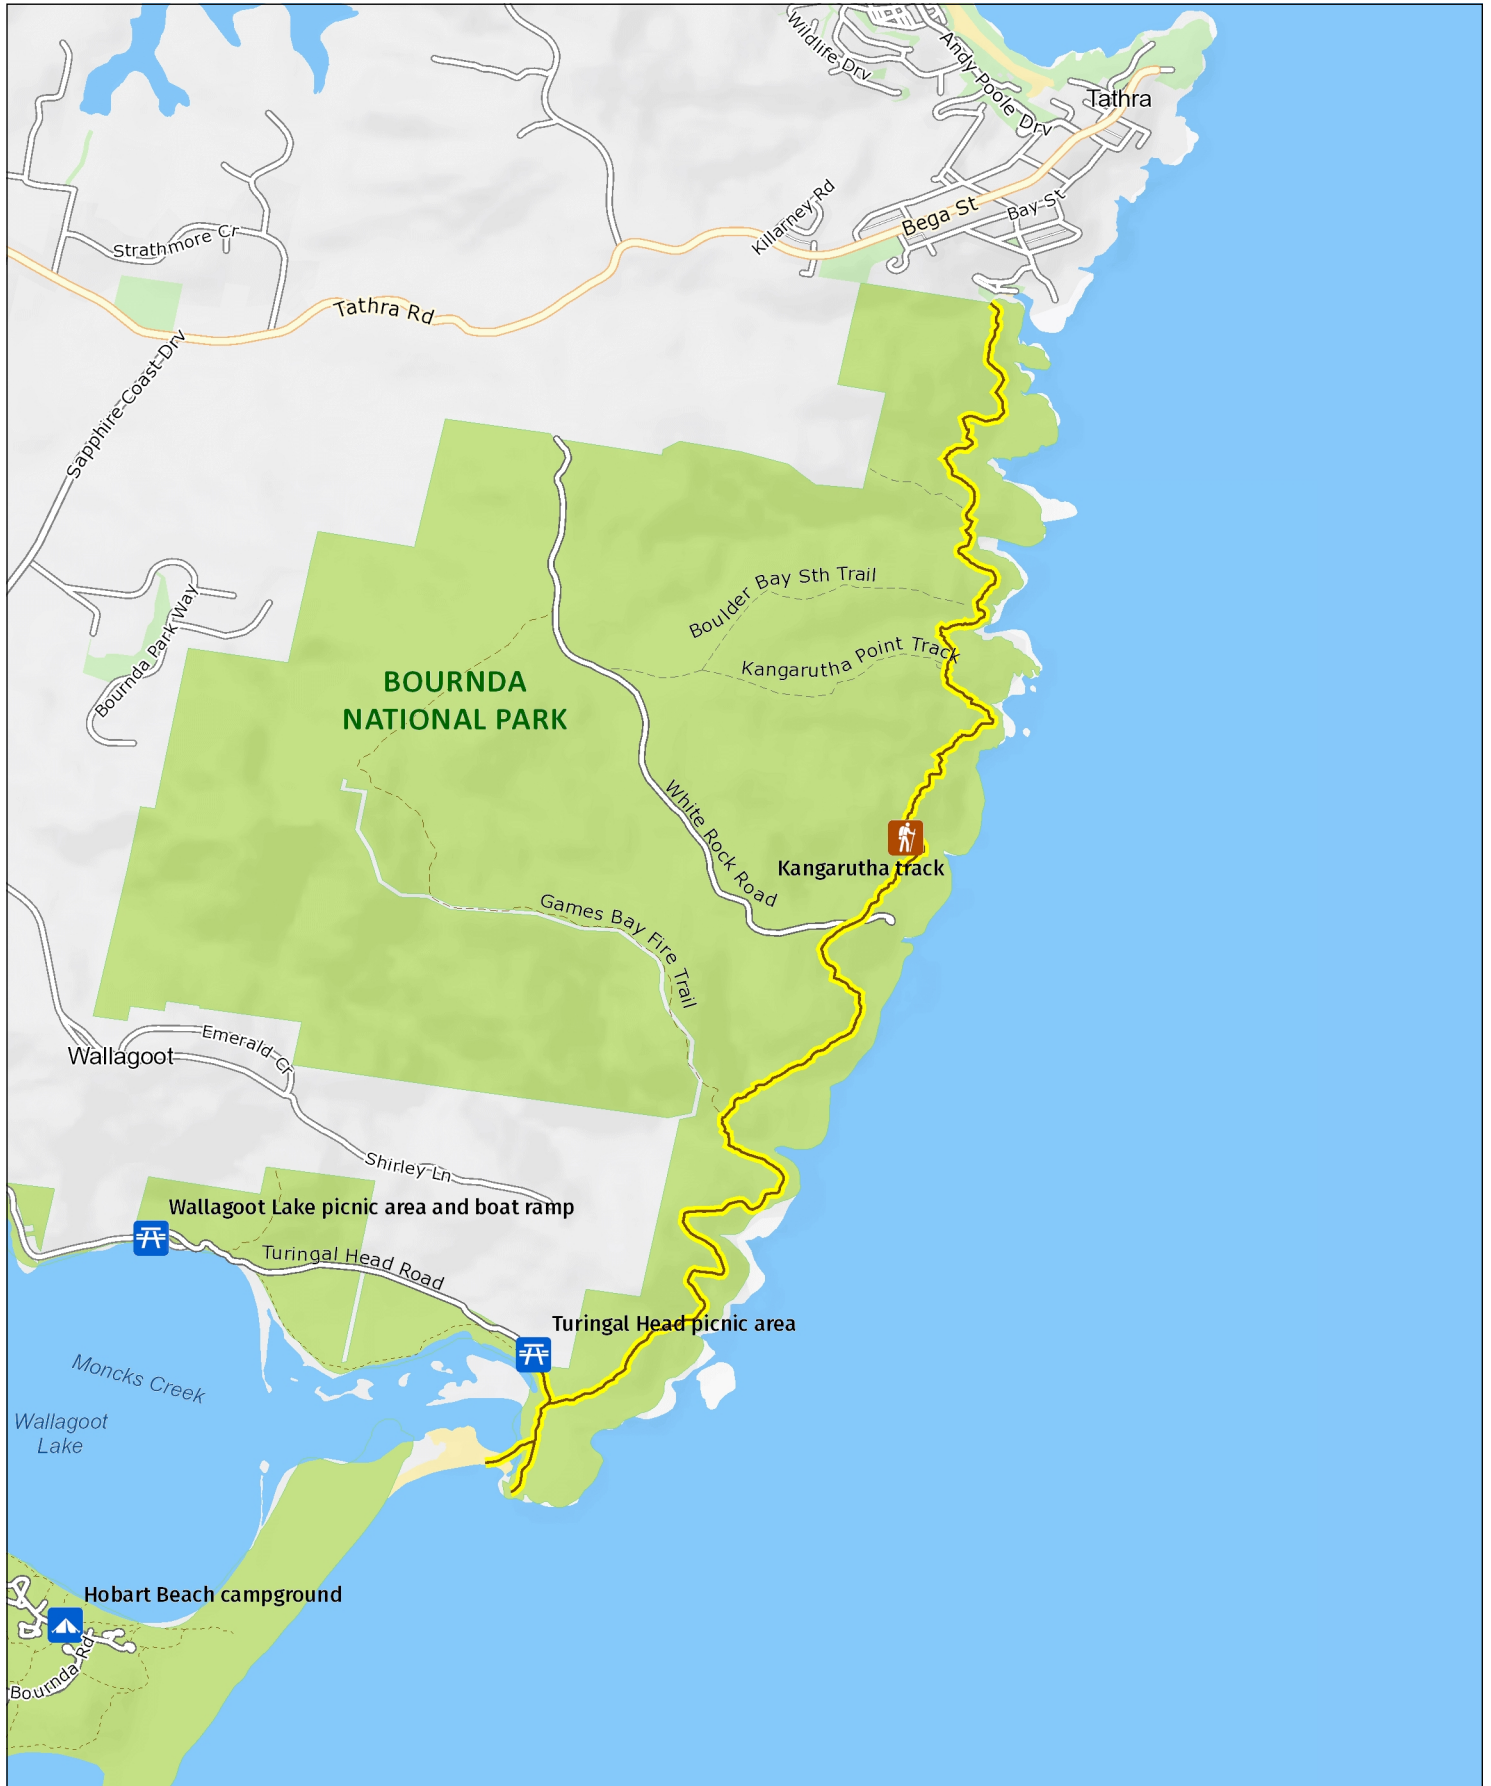 Wildlife Drv
Andy Poole Drv
Tathra
Killarney Rd
Bega St
Bay St
Strathmore Cr
Tathra Rd
Sapphire Coast Drv
Boulder Bay Sth Trail
Kangarutha Point Track
Bournda Park Way
BOURNDA
NATIONAL PARK
White Rock Road
Kangarutha track
Games Bay Fire Trail
Emerald Cr
Wallagoot
Shirley Ln
Wallagoot Lake picnic area and boat ramp
Turingal Head Road
Turingal Head picnic area
Moncks Creek
Wallagoot
Lake
Hobart Beach campground
Bournda Rd